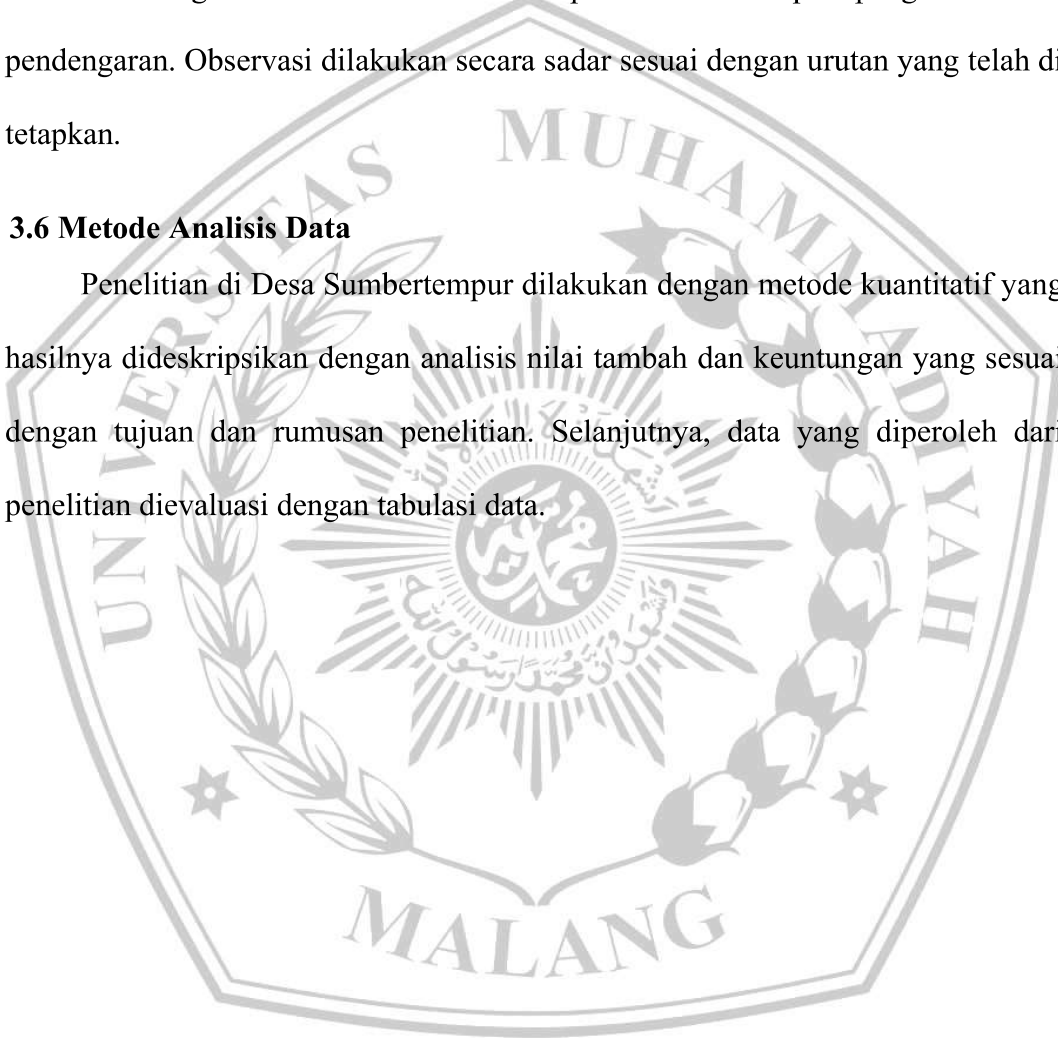 pendengaran. Observasi dilakukan secara sadar sesuai dengan urutan yang telah di
tetapkan.
3.6 Metode Analisis Data
Penelitian di Desa Sumbertempur dilakukan dengan metode kuantitatif yang
hasilnya dideskripsikan dengan analisis nilai tambah dan keuntungan yang sesuai
dengan tujuan dan rumusan penelitian. Selanjutnya, data yang diperoleh dari
penelitian dievaluasi dengan tabulasi data.
UNIVERSITAS MUHAMMADIYAH
MALANG